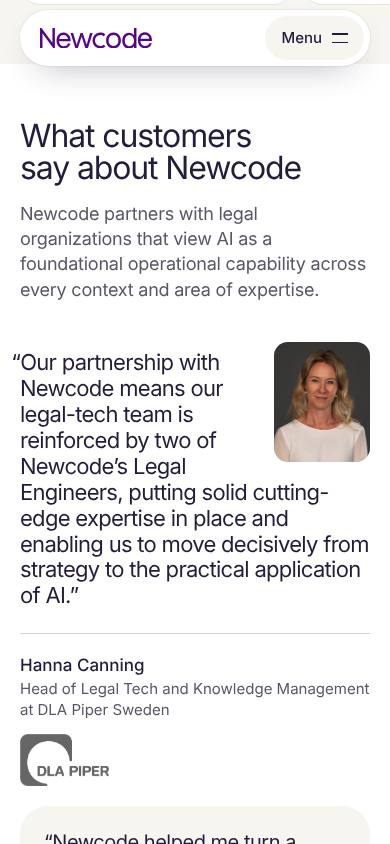 Newcode
Menu
What customers
say about Newcode
Newcode partners with legal
organizations that view AI as a
foundational operational capability across
every context and area of expertise.
“Our partnership with
Newcode means our
legal-tech team is
reinforced by two of
Newcode’s Legal
Engineers, putting solid cutting-
edge expertise in place and
enabling us to move decisively from
strategy to the practical application
of AI.”
Hanna Canning
Head of Legal Tech and Knowledge Management
at DLA Piper Sweden
DLA PIPER
“Newcode helped me turn a